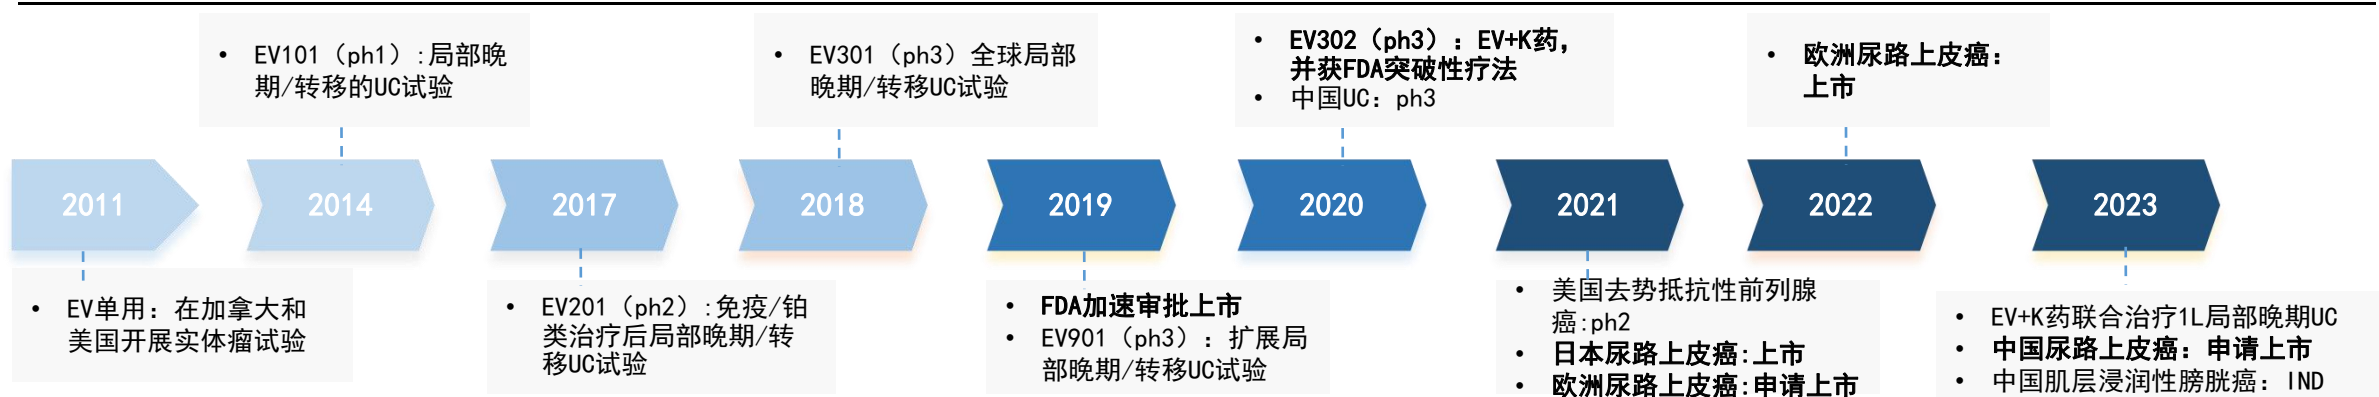 • EV101（ph1）:局部晚
期/转移的UC试验
• EV301（ph3）全球局部
晚期/转移UC试验
• EV302（ph3）：EV+K药，
并获FDA突破性疗法
• 中国UC：ph3
• 欧洲尿路上皮癌：
上市
2011
2014
2017
2018
2019
2020
2021
2022
2023
• EV单用：在加拿大和
美国开展实体瘤试验
• EV201（ph2）:免疫/铂
类治疗后局部晚期/转
移UC试验
• FDA加速审批上市
• EV901（ph3）：扩展局
部晚期/转移UC试验
• 美国去势抵抗性前列腺
癌:ph2
• 日本尿路上皮癌:上市
• 欧洲尿路上皮癌:申请上市
• EV+K药联合治疗1L局部晚期UC
• 中国尿路上皮癌：申请上市
• 中国肌层浸润性膀胱癌：IND